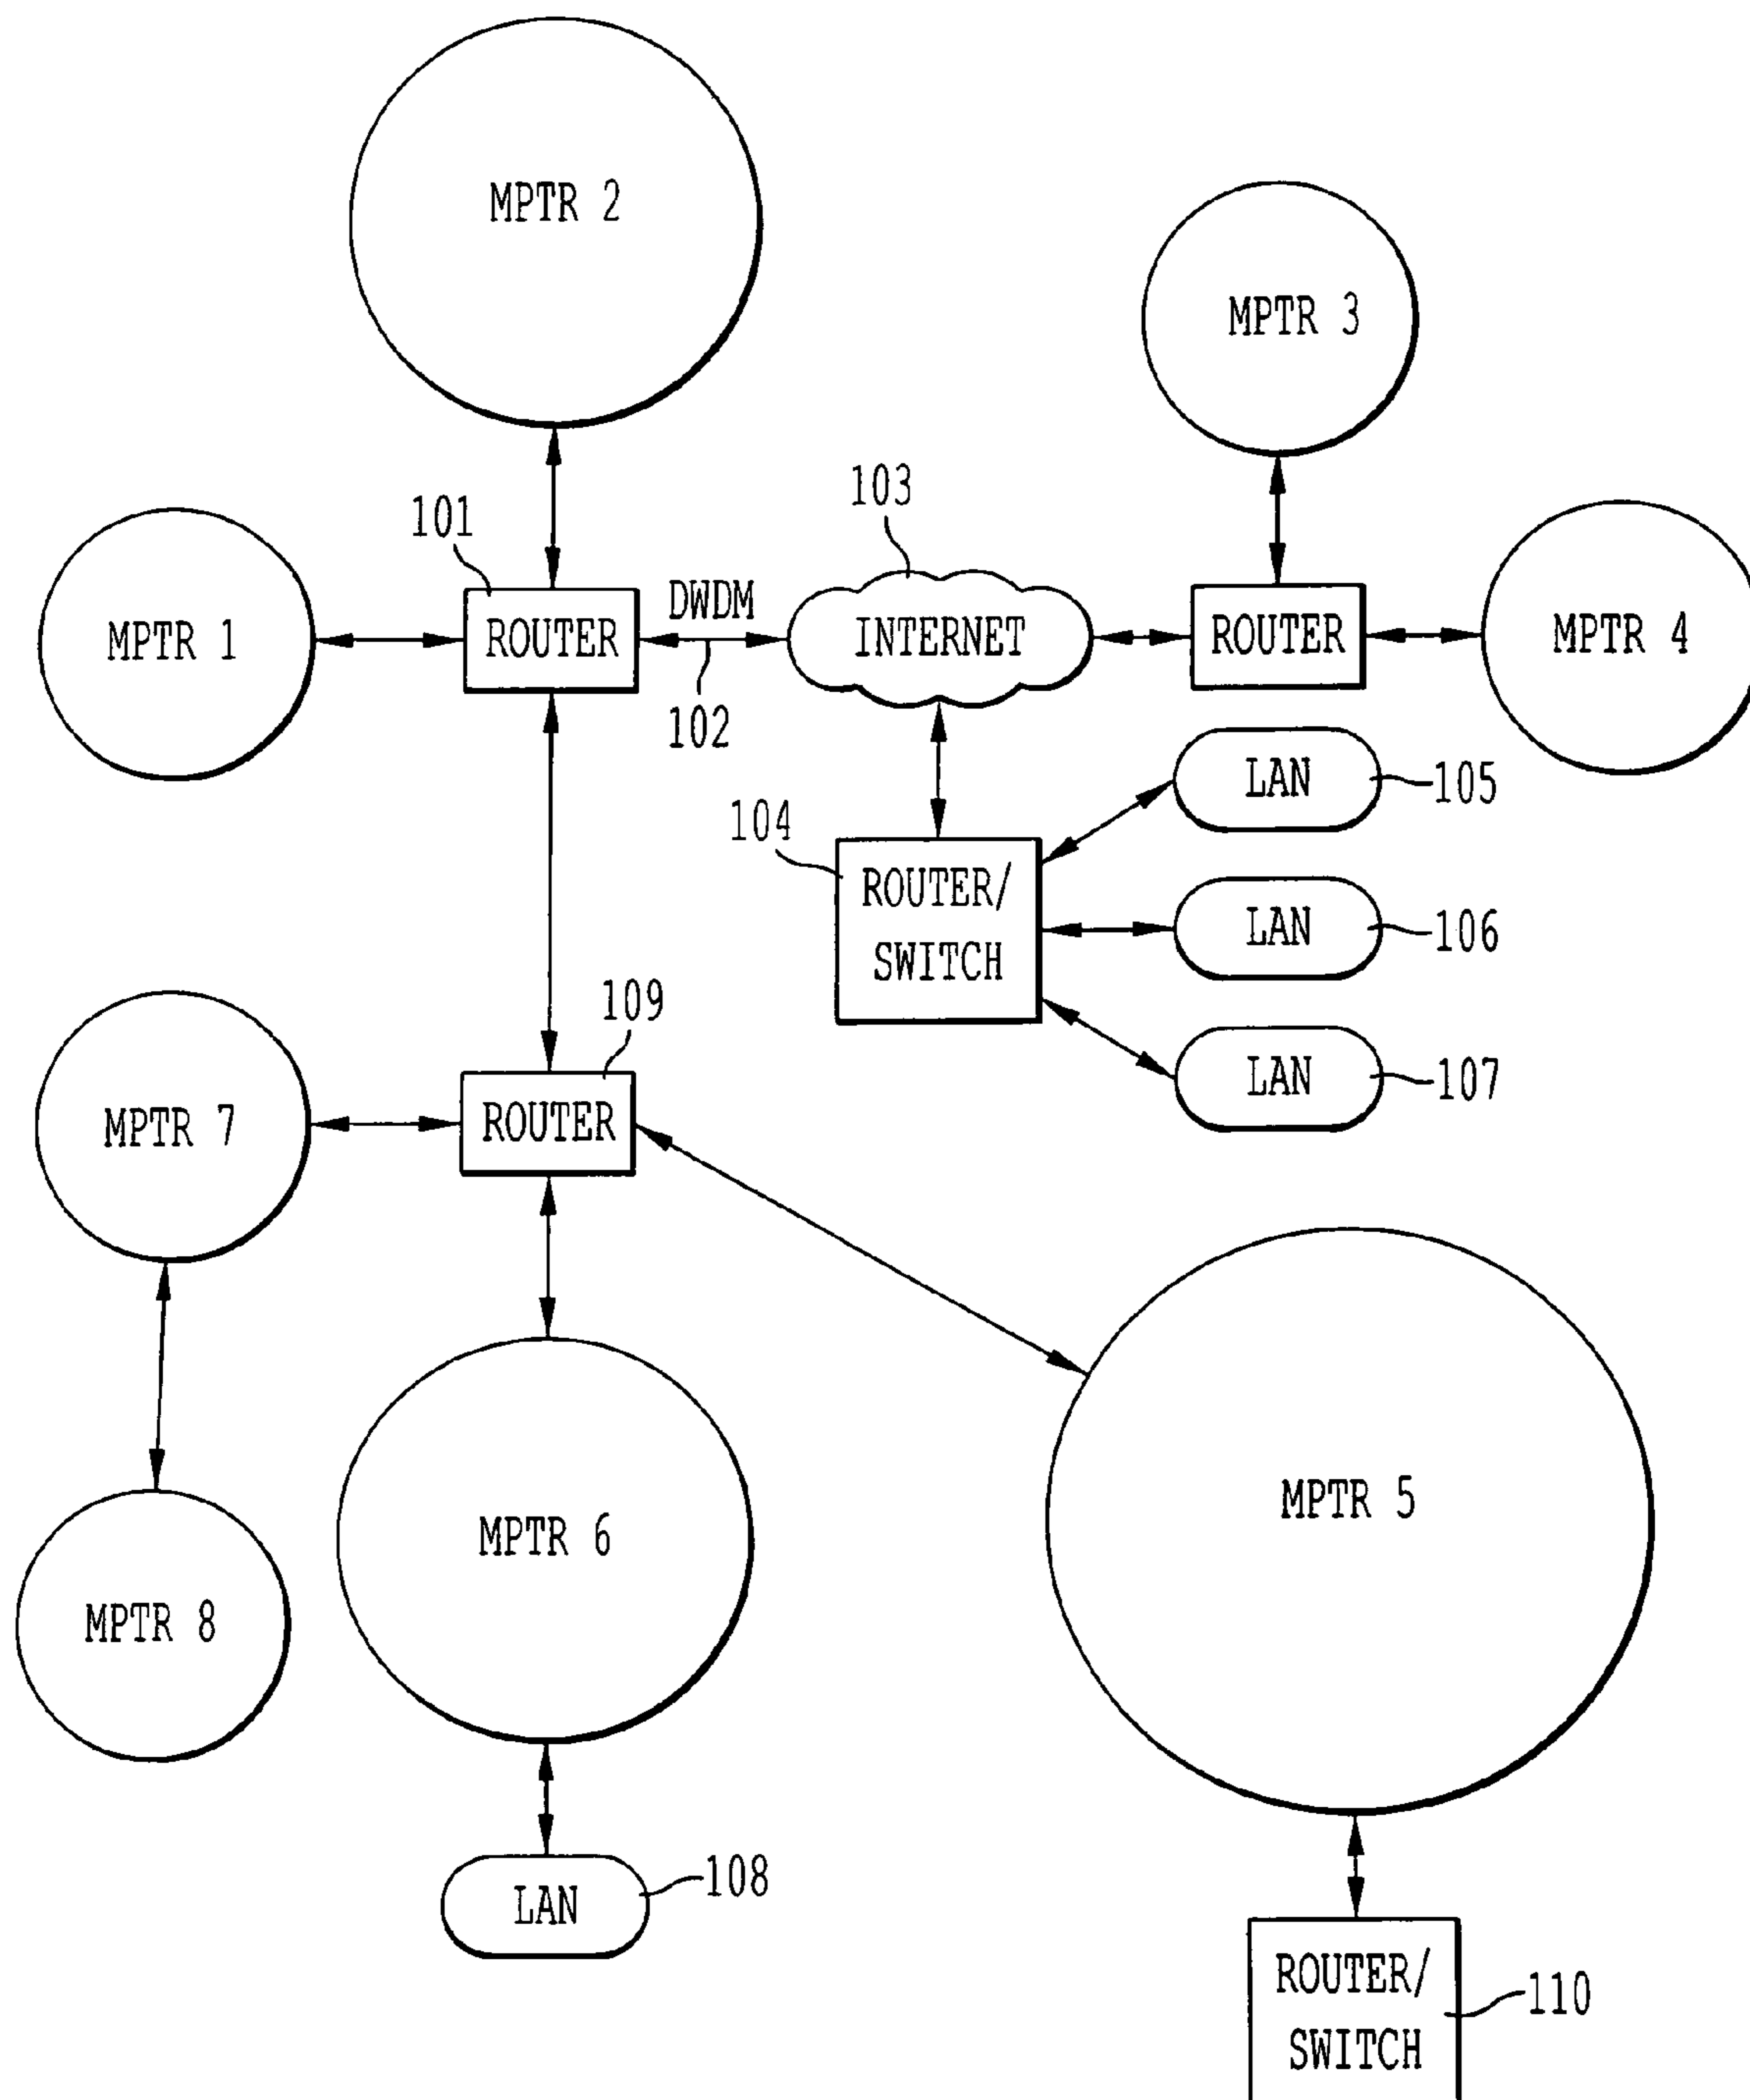 MPTR 2
MPTR 3
103
101
DWDM
MPTR 1
ROUTER
INTERNET
ROUTER
MPTR 4
102
LAN
105
104
ROUTER/
SWITCH
LAN
106
109
LAN
107
MPTR 7
ROUTER
MPTR 5
MPTR 6
MPTR 8
108
LAN
ROUTER/
SWITCH
110